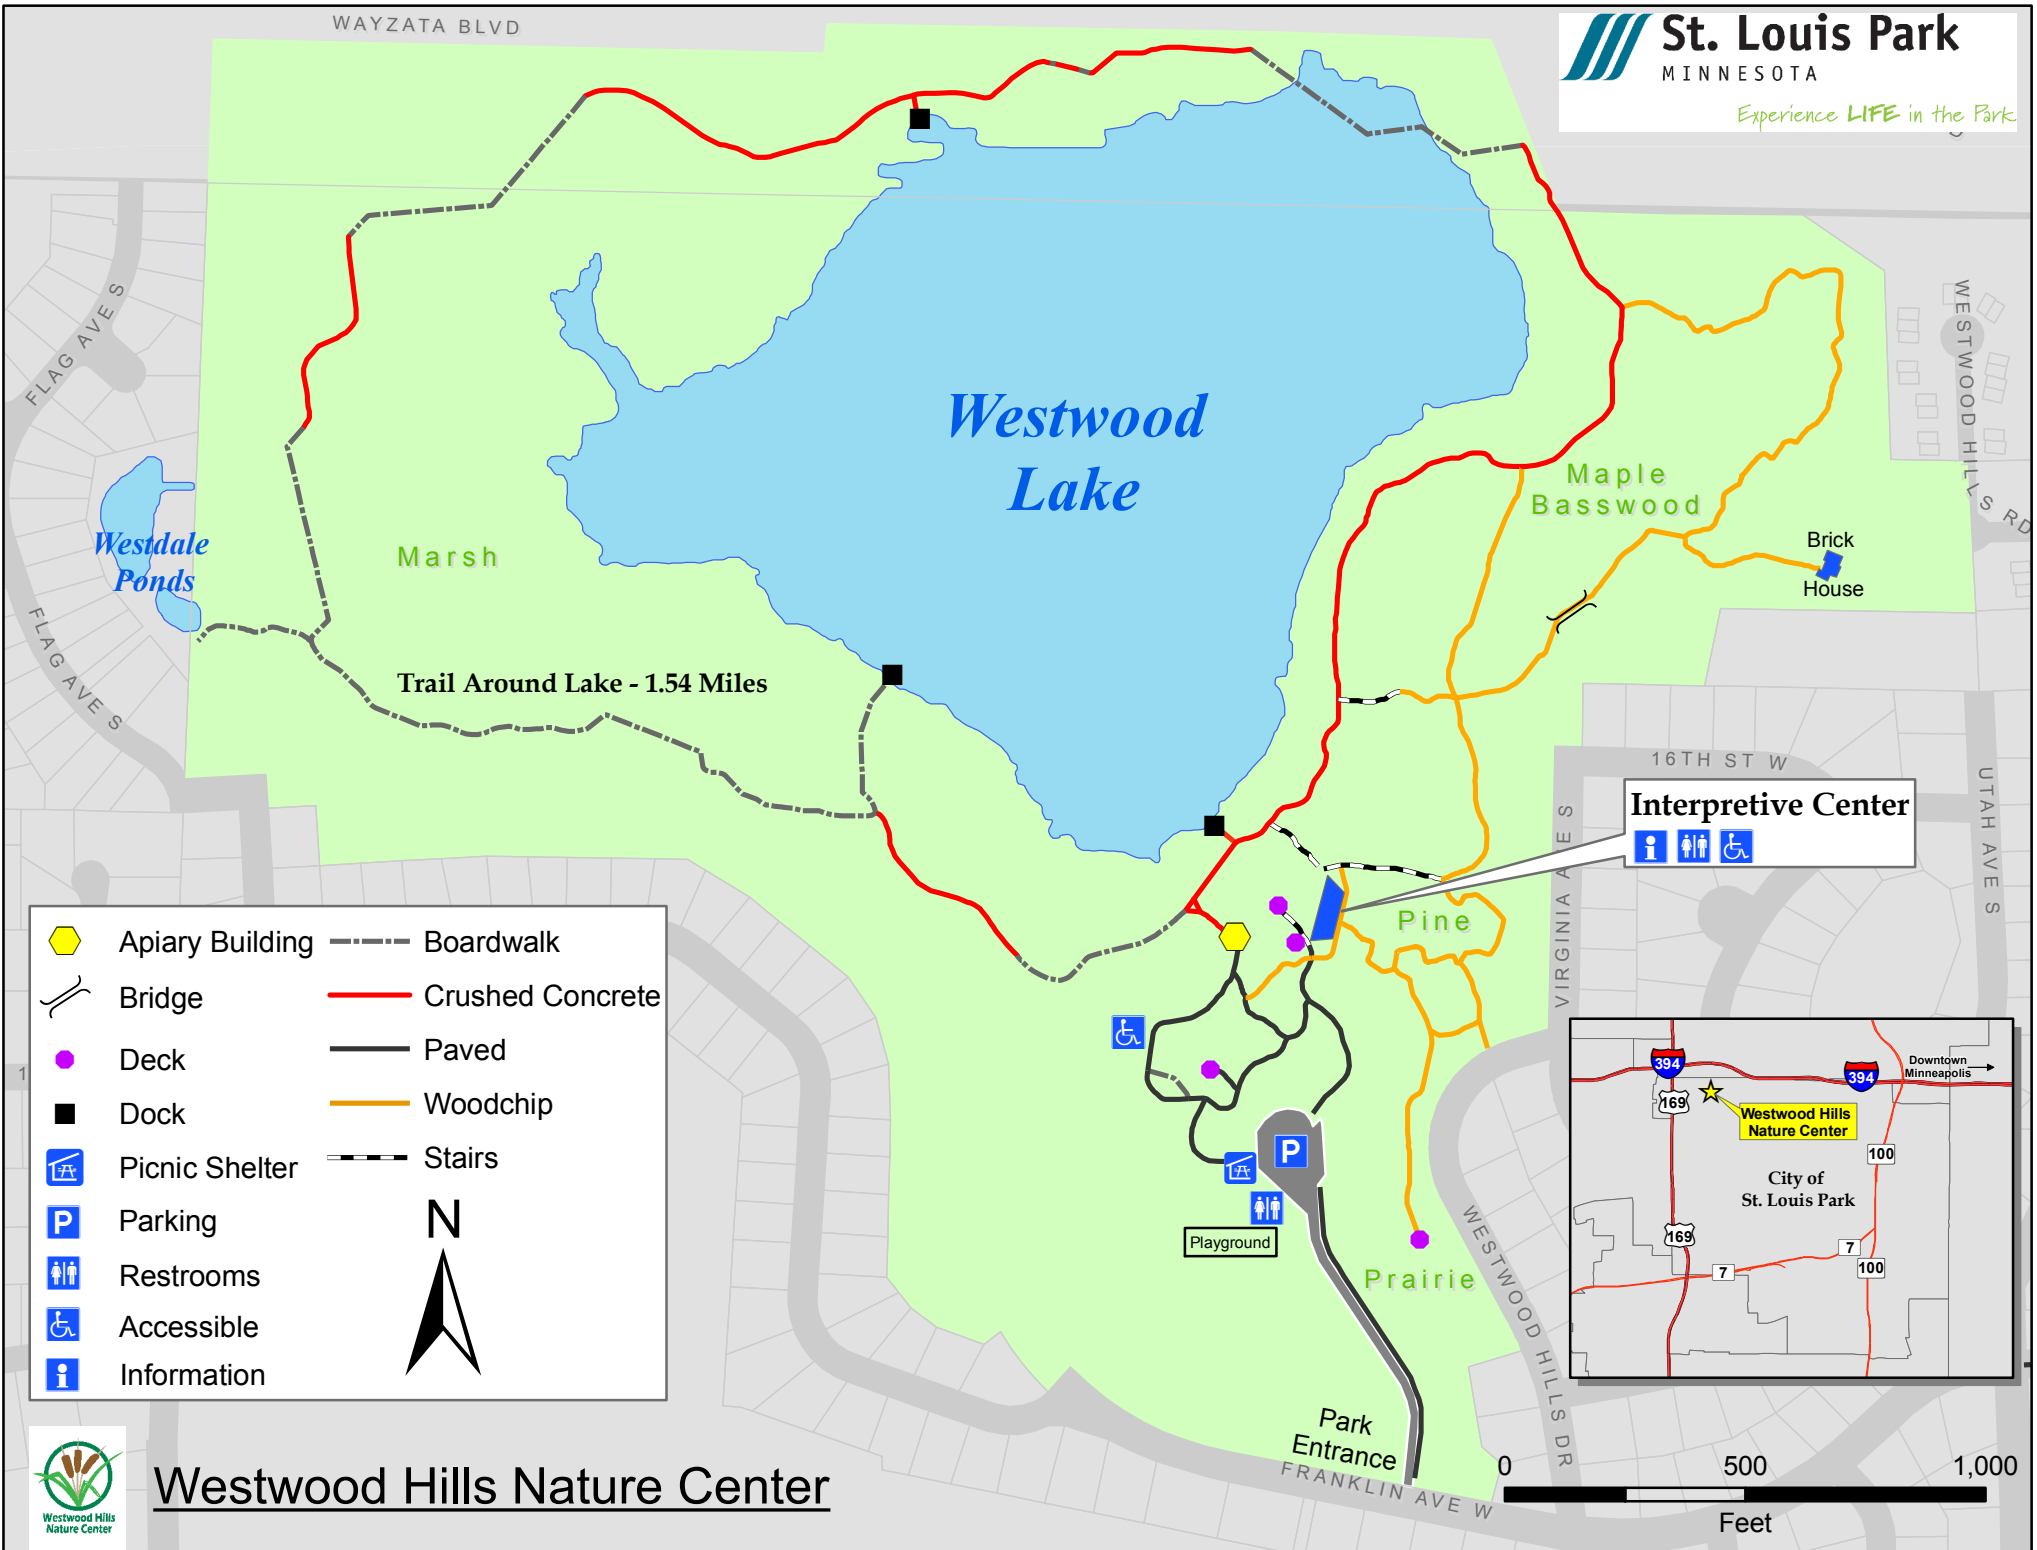 WAYZATA BLVD
St. Louis Park
MINNESOTA
Experience LIFE in the Park
FLAG AVE S
WESTWOOD HILLS RD
Westwood
Lake
Maple
Basswood
Brick
House
Westdale
Ponds
Marsh
FLAG AVE S
Trail Around Lake - 1.54 Miles
16TH ST W
UTAH AVE S
VIRGINIA AVE S
Interpretive Center
Pine
Apiary Building
Bridge
Deck
Dock
Picnic Shelter
P
Parking
Restrooms
Accessible
i
Information
Boardwalk
Crushed Concrete
Paved
Woodchip
Stairs
N
1
P
Playground
Prairie
WESTWOOD HILLS DR
Park
Entrance
FRANKLIN AVE W
394
394
Downtown
Minneapolis
169
Westwood Hills
Nature Center
100
City of
St. Louis Park
169
7
7
100
0 500 1,000
Feet
Westwood Hills
Nature Center
Westwood Hills Nature Center